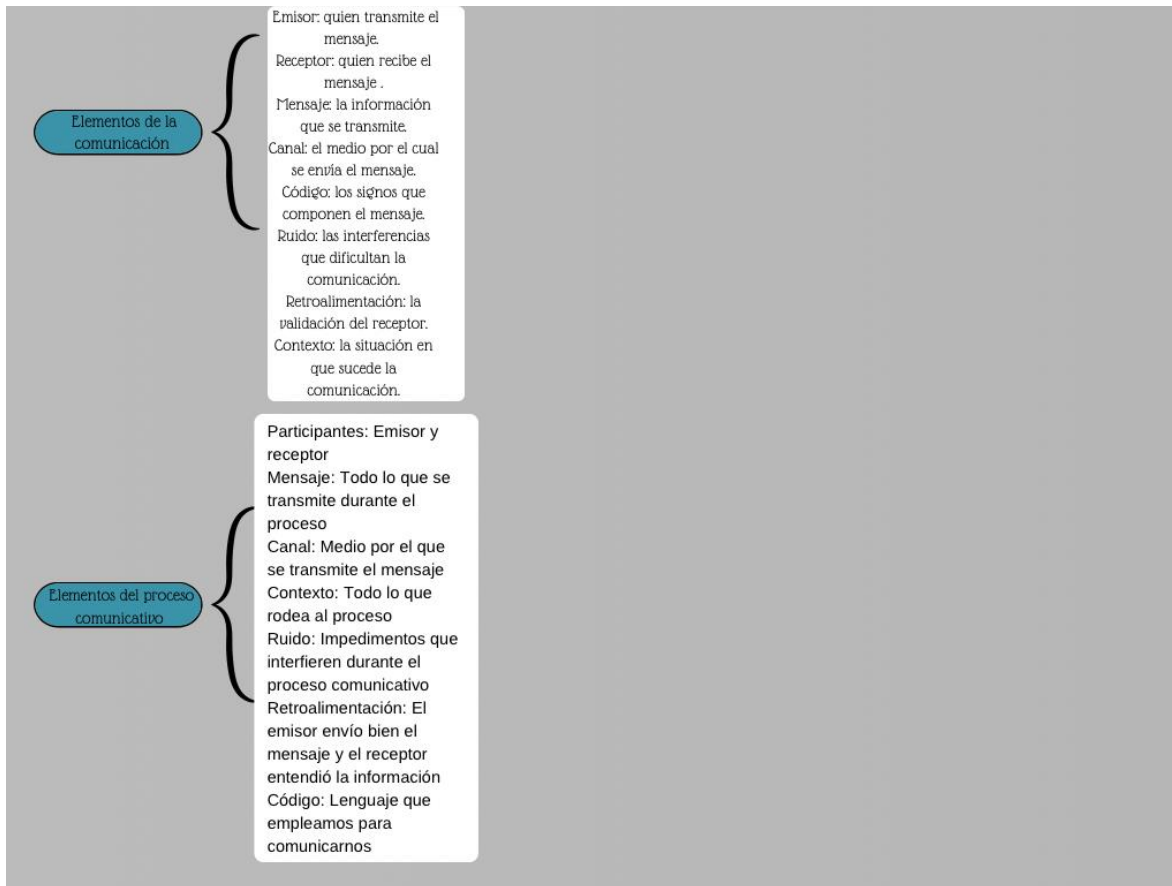 Elementos de la
comunicación
Emisor: quien transmite el
mensaje.
Receptor: quien recibe el
mensaje .
Mensaje: la información
que se transmite.
Canal: el medio por el cual
se envía el mensaje.
Código: los signos que
componen el mensaje.
Ruido: las interferencias
que dificultan la
comunicación.
Retroalimentación: la
validación del receptor.
Contexto: la situación en
que sucede la
comunicación.
Elementos del proceso
comunicativo
Participantes: Emisor y
receptor
Mensaje: Todo lo que se
transmite durante el
proceso
Canal: Medio por el que
se transmite el mensaje
Contexto: Todo lo que
rodea al proceso
Ruido: Impedimentos que
interfieren durante el
proceso comunicativo
Retroalimentación: El
emisor envío bien el
mensaje y el receptor
entendió la información
Código: Lenguaje que
empleamos para
comunicarnos